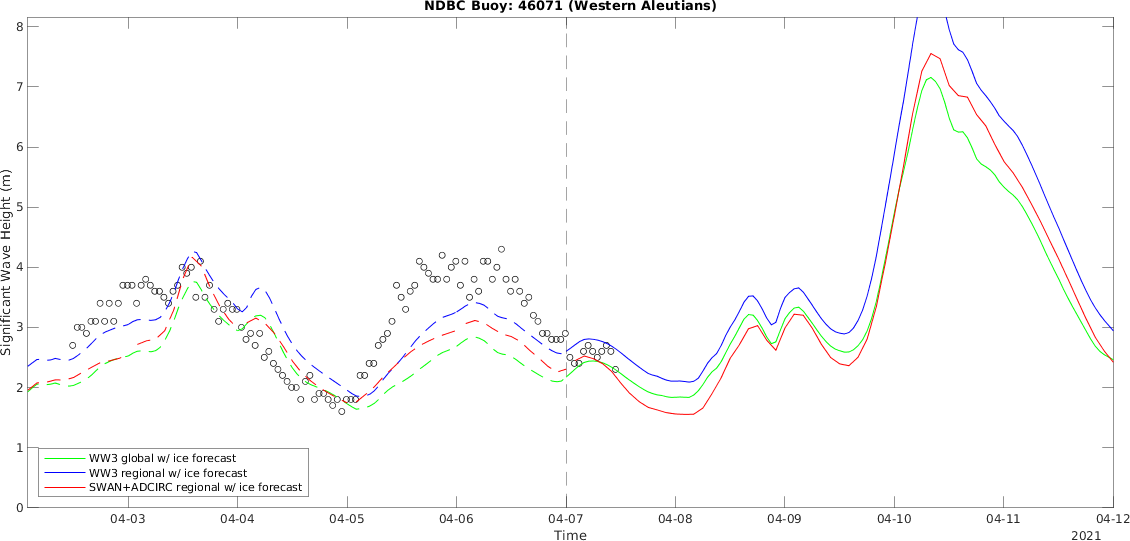 NDBC Buoy: 46071 (Western Aleutians)
8
7
6
5
4
3
2
1
0
Significant Wave Height (m)
WW3 global w/ ice forecast
WW3 regional w/ ice forecast
SWAN+ADCIRC regional w/ ice forecast
04-03 04-04 04-05 04-06 04-07 04-08 04-09 04-10 04-11 04-12
Time
2021